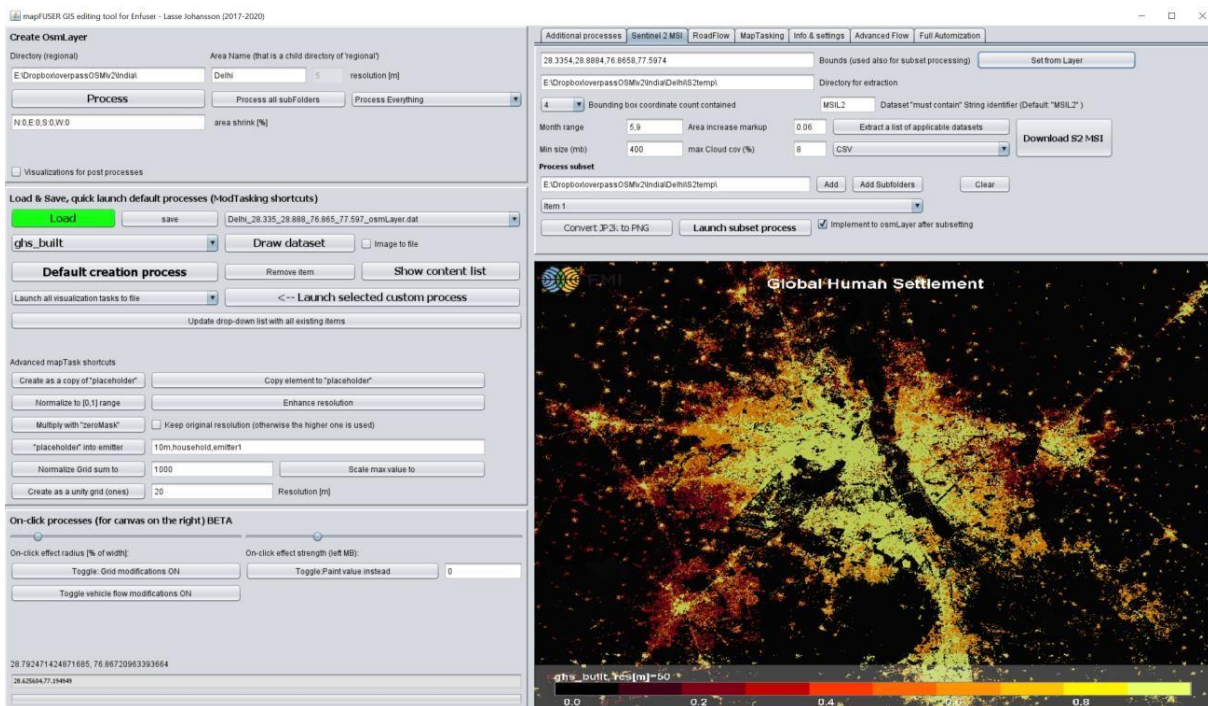 mapFUSER GIS editing tool for Enfuser - Lasse Johansson (2017-2020)
Create OsmLayer
Directory (regional) Area Name (that is a child directory of 'regional')
E:\Dropbox\overpassOSM\v2\India\ Delhi 5 resolution [m]
Process Process all subFolders Process Everything
N:0,E:0,S:0,W:0 area shrink [%]
Visualizations for post processes
Load & Save, quick launch default processes (ModTasking shortcuts)
Load save Delhi_28.335_28.888_76.865_77.597_osmLayer.dat
ghs_built Draw dataset Image to file
Default creation process Remove item Show content list
Launch all visualization tasks to file <-- Launch selected custom process
Update drop-down list with all existing items
Advanced mapTask shortcuts
Create as a copy of "placeholder" Copy element to "placeholder"
Normalize to [0,1] range Enhance resolution
Multiply with "zeroMask" Keep original resolution (otherwise the higher one is used)
"placeholder" into emitter 10m,household,emitter1
Normalize Grid sum to 1000 Scale max value to
Create as a unity grid (ones) 20 Resolution [m]
On-click processes (for canvas on the right) BETA
On-click effect radius [% of width]: On-click effect strength (left MB):
Toggle: Grid modifications ON Toggle:Paint value instead 0
Toggle vehicle flow modifications ON
28.792471424871685, 76.86720963393664
28.625604,77.194949
Additional processes Sentinel 2 MSI RoadFlow MapTasking Info & settings Advanced Flow Full Automization
28.3354,28.8884,76.8658,77.5974 Bounds (used also for subset processing) Set from Layer
E:\Dropbox\overpassOSM\v2\India\Delhi\S2temp\ Directory for extraction
4 Bounding box coordinate count contained MSIL2 Dataset "must contain" String identifier (Default: "MSIL2" )
Month range 5,9 Area increase markup 0.06 Extract a list of applicable datasets Download S2 MSI
Min size (mb) 400 max Cloud cov (%) 8 CSV
Process subset
E:\Dropbox\overpassOSM\v2\India\Delhi\S2temp\ Add Add Subfolders Clear
Item 1
Convert JP2k to PNG Launch subset process Implement to osmLayer after subsetting
FMI Global Human Settlement
ghs_built, res[m]=50
0.0 0.2 0.4 0.6 0.8